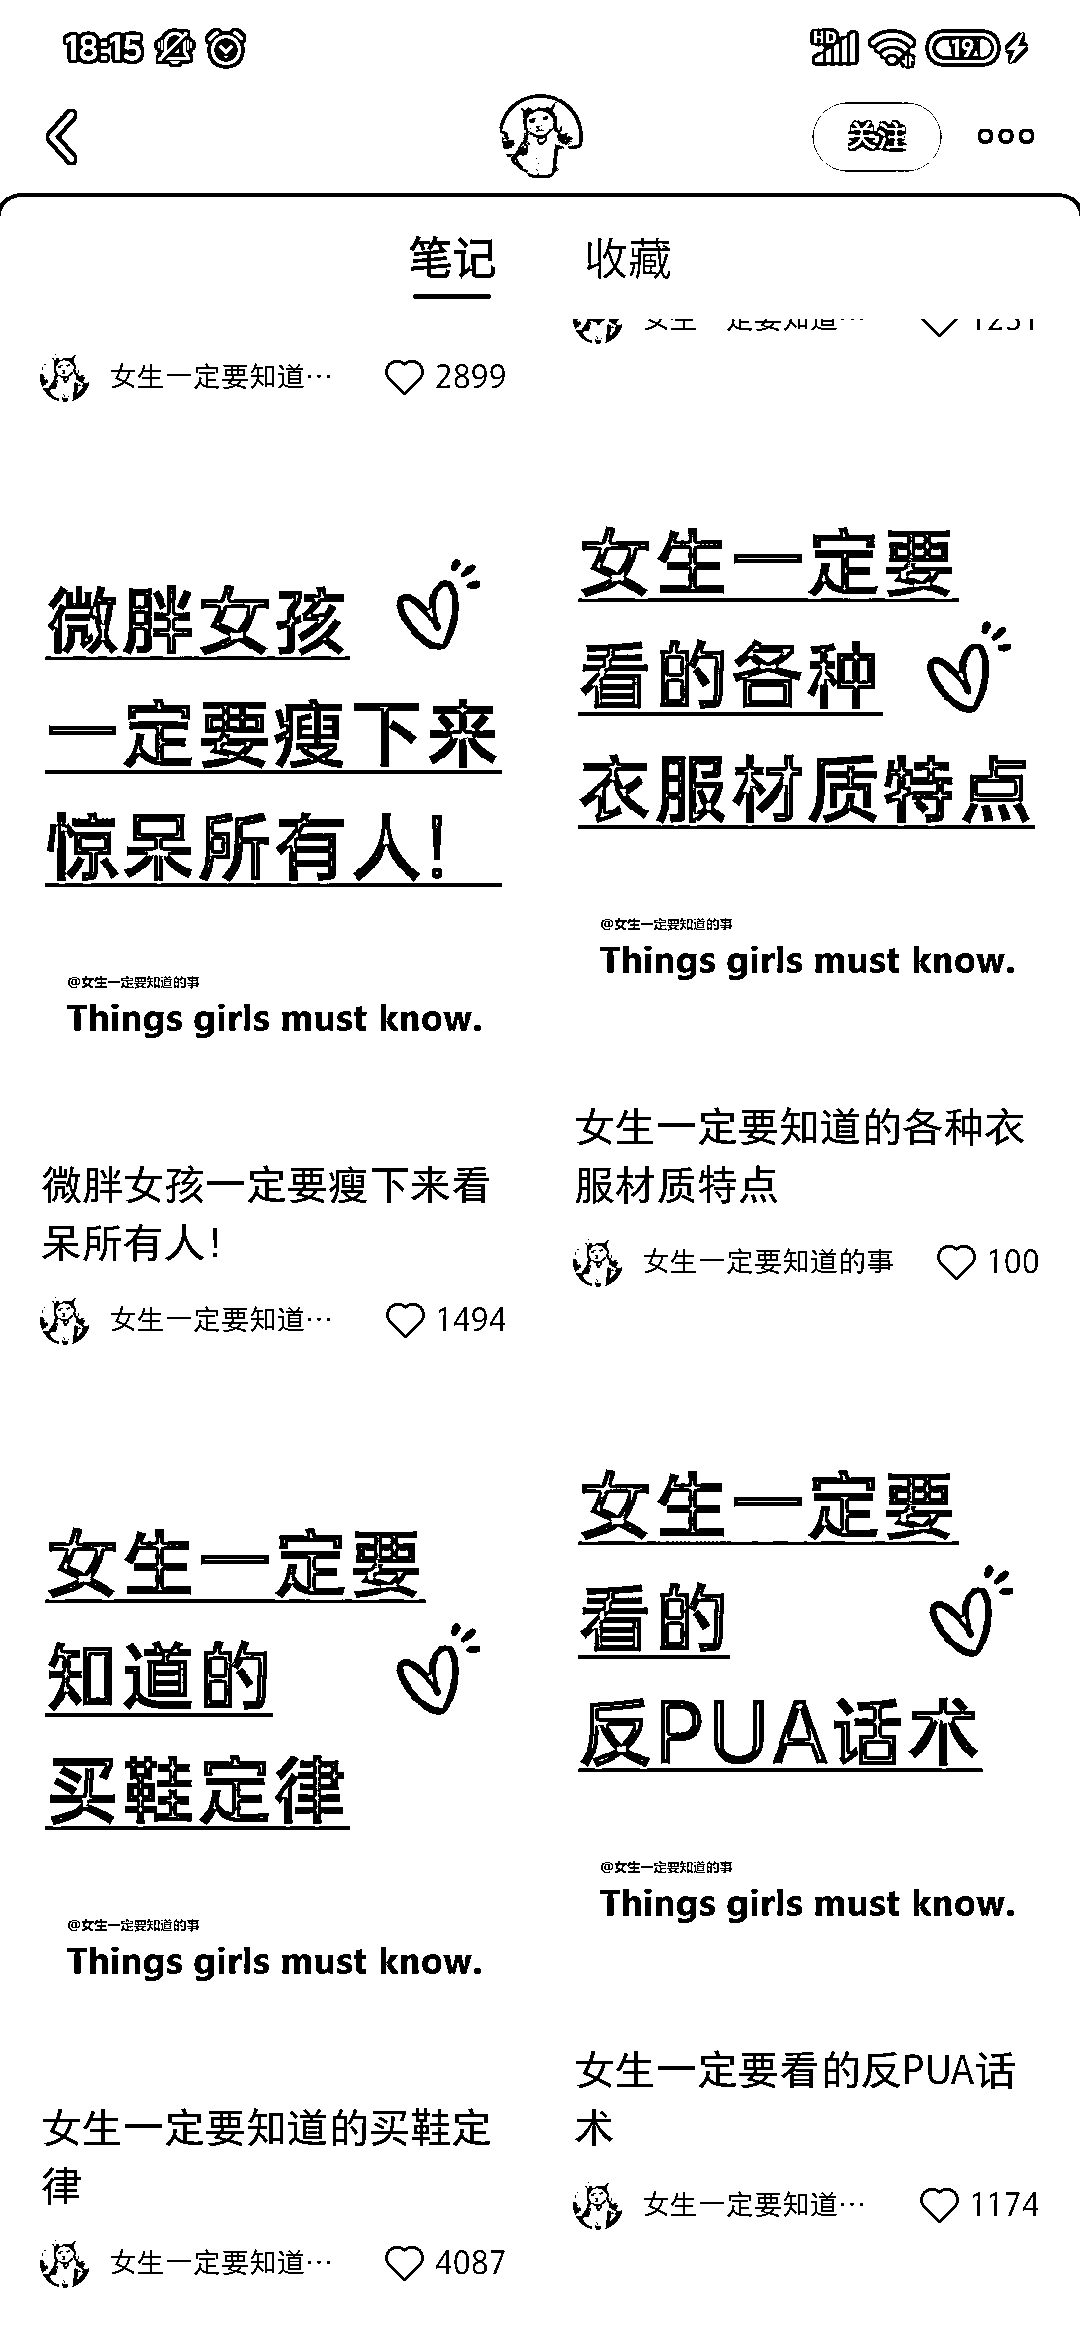 18:15
HD
19
关注
笔记
收藏
女生一定要知道… 1231
女生一定要知道… 2899
微胖女孩
一定要瘦下来
惊呆所有人!
@女生一定要知道的事
Things girls must know.
微胖女孩一定要瘦下来看
呆所有人!
女生一定要知道… 1494
女生一定要
看的各种
衣服材质特点
@女生一定要知道的事
Things girls must know.
女生一定要知道的各种衣
服材质特点
女生一定要知道的事 100
女生一定要
知道的
买鞋定律
@女生一定要知道的事
Things girls must know.
女生一定要知道的买鞋定
律
女生一定要知道… 4087
女生一定要
看的
反PUA话术
@女生一定要知道的事
Things girls must know.
女生一定要看的反PUA话
术
女生一定要知道… 1174